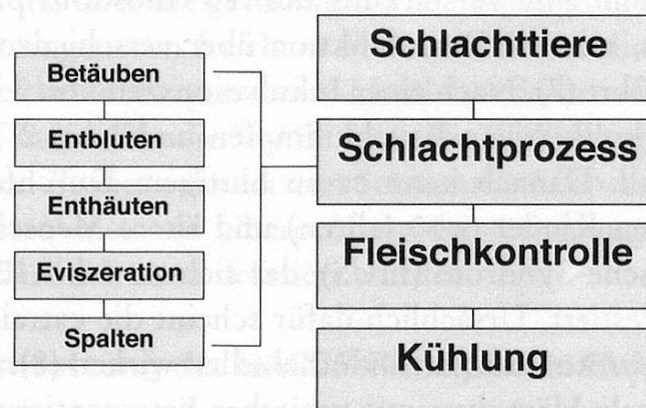 Betäuben
Entbluten
Enthäuten
Eviszeration
Spalten
Schlachttiere
Schlachtprozess
Fleischkontrolle
Kühlung